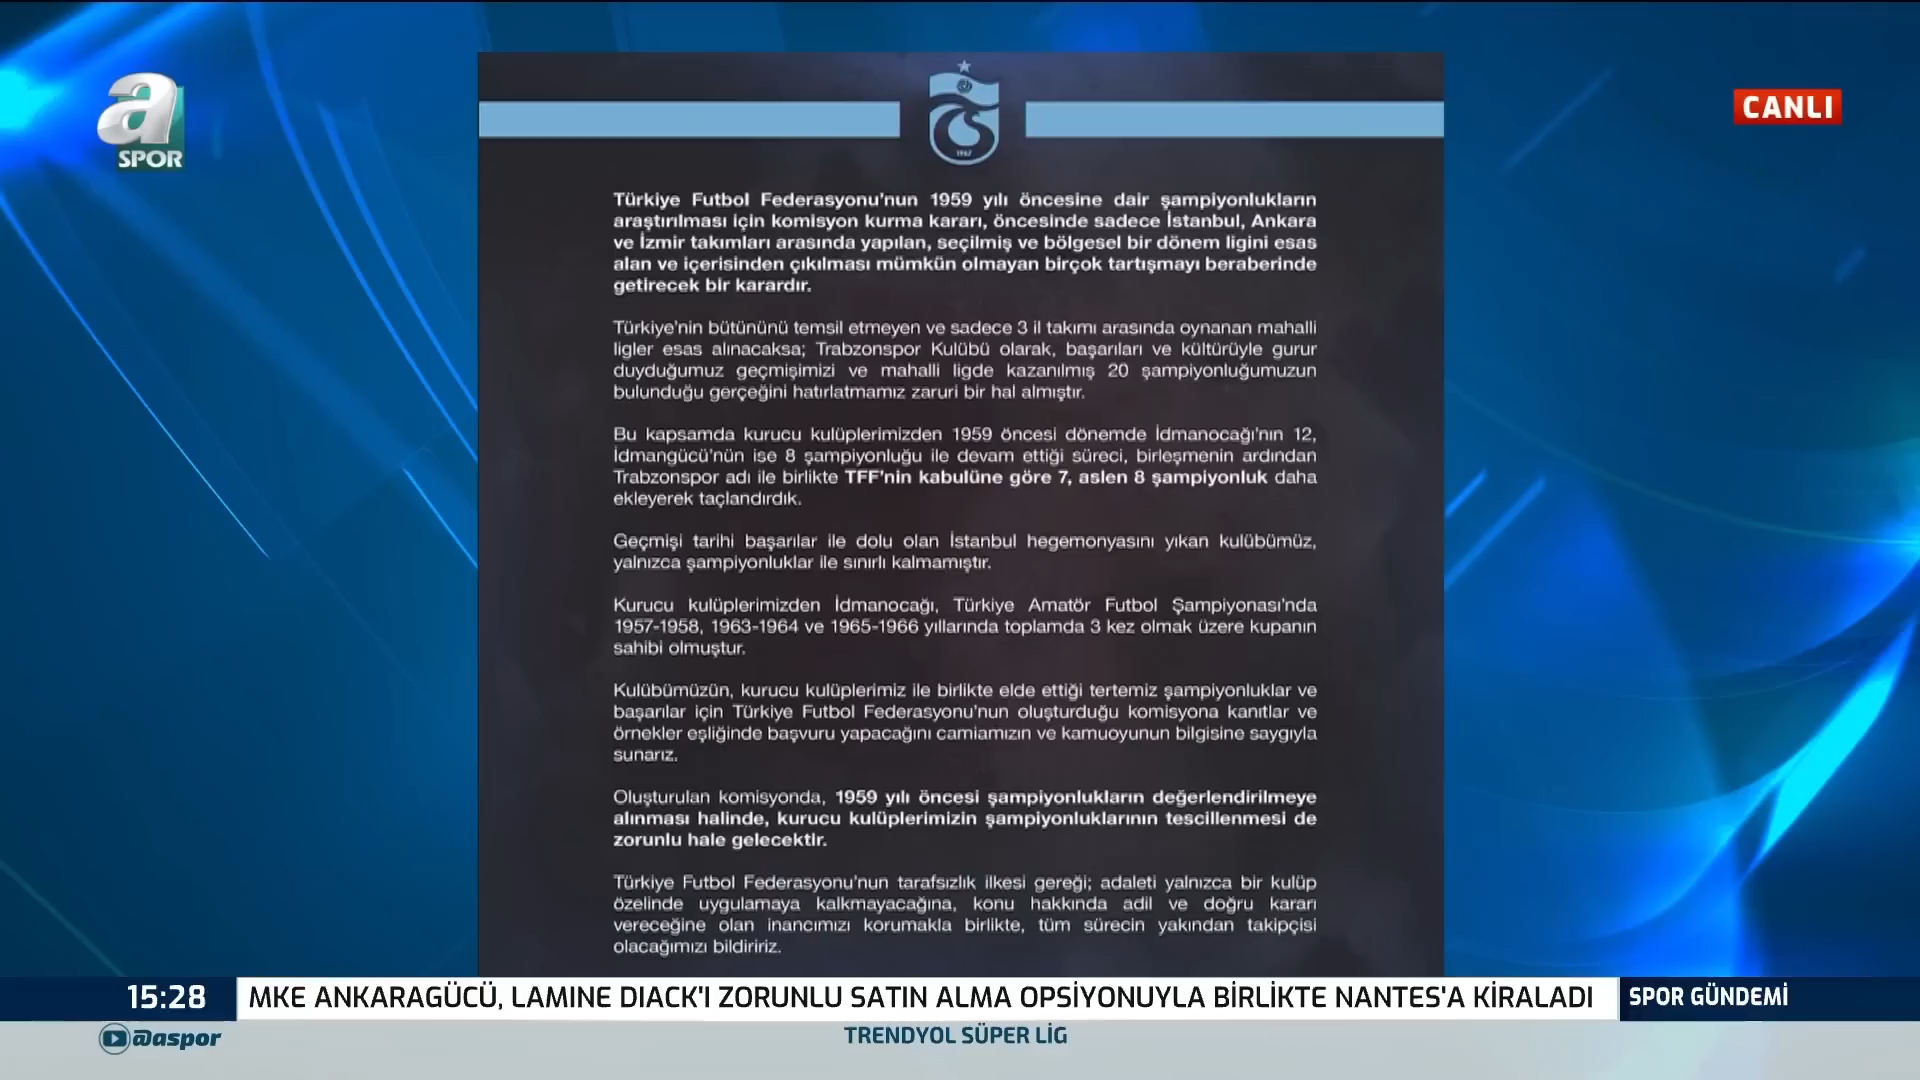 a
SPOR
CANLI
1967
Türkiye Futbol Federasyonu’nun 1959 yılı öncesine dair şampiyonlukların
araştırılması için komisyon kurma kararı, öncesinde sadece İstanbul, Ankara
ve İzmir takımları arasında yapılan, seçilmiş ve bölgesel bir dönem ligini esas
alan ve içerisinden çıkılması mümkün olmayan birçok tartışmayı beraberinde
getirecek bir karardır.
Türkiye’nin bütününü temsil etmeyen ve sadece 3 il takımı arasında oynanan mahalli
ligler esas alınacaksa; Trabzonspor Kulübü olarak, başarıları ve kültürüyle gurur
duyduğumuz geçmişimizi ve mahalli ligde kazanılmış 20 şampiyonluğumuzun
bulunduğu gerçeğini hatırlatmamız zaruri bir hal almıştır.
Bu kapsamda kurucu kulüplerimizden 1959 öncesi dönemde İdmanocağı’nın 12,
İdmangücü’nün ise 8 şampiyonluğu ile devam ettiği süreci, birleşmenin ardından
Trabzonspor adı ile birlikte TFF’nin kabulüne göre 7, aslen 8 şampiyonluk daha
ekleyerek taçlandırdık.
Geçmişi tarihi başarılar ile dolu olan İstanbul hegemonyasını yıkan kulübümüz,
yalnızca şampiyonluklar ile sınırlı kalmamıştır.
Kurucu kulüplerimizden İdmanocağı, Türkiye Amatör Futbol Şampiyonası’nda
1957-1958, 1963-1964 ve 1965-1966 yıllarında toplamda 3 kez olmak üzere kupanın
sahibi olmuştur.
Kulübümüzün, kurucu kulüplerimiz ile birlikte elde ettiği tertemiz şampiyonluklar ve
başarılar için Türkiye Futbol Federasyonu’nun oluşturduğu komisyona kanıtlar ve
örnekler eşliğinde başvuru yapacağını camiamızın ve kamuoyunun bilgisine saygıyla
sunarız.
Oluşturulan komisyonda, 1959 yılı öncesi şampiyonlukların değerlendirilmeye
alınması halinde, kurucu kulüplerimizin şampiyonluklarının tescillenmesi de
zorunlu hale gelecektir.
Türkiye Futbol Federasyonu’nun tarafsızlık ilkesi gereği; adaleti yalnızca bir kulüp
özelinde uygulamaya kalkmayacağına, konu hakkında adil ve doğru kararı
vereceğine olan inancımızı korumakla birlikte, tüm sürecin yakından takipçisi
olacağımızı bildiririz.
15:28
MKE ANKARAGÜCÜ, LAMINE DIACK'I ZORUNLU SATIN ALMA OPSİYONUYLA BİRLİKTE NANTES'A KİRALADI
SPOR GÜNDEMİ
@aspor
TRENDYOL SÜPER LİG